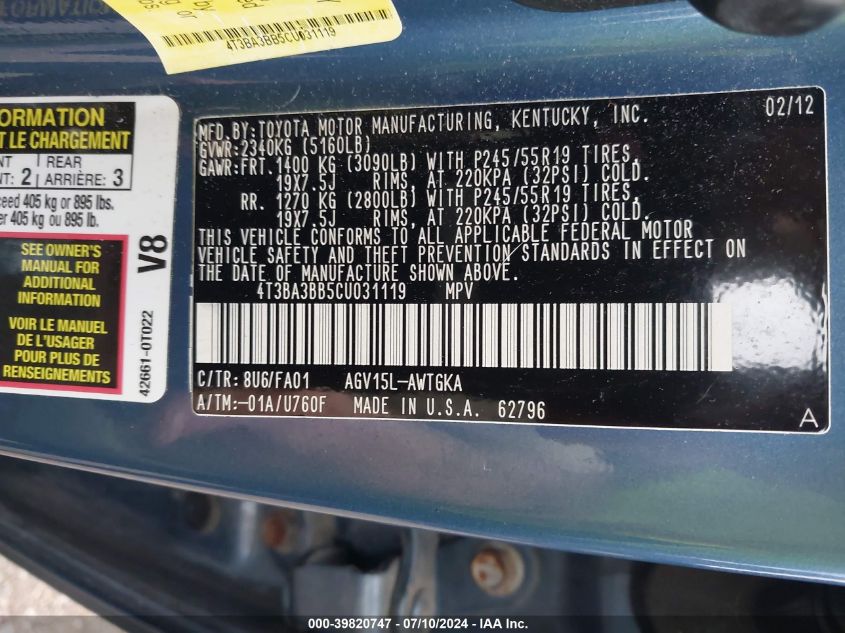 4T3BA3BB5CU031119
ORMATION
T LE CHARGEMENT
NT : 2 REAR
ARRIÈRE: 3
ceed 405 kg or 895 lbs.
er 405 kg ou 895 lb.
SEE OWNER'S
MANUAL FOR
ADDITIONAL
INFORMATION
VOIR LE MANUEL
DE L'USAGER
POUR PLUS DE
RENSEIGNEMENTS
V8
42661-0T022
02/12
MFD.BY:TOYOTA MOTOR MANUFACTURING, KENTUCKY, INC.
GVWR:2340KG (5160LB)
GAWR:FRT. 1400 KG (3090LB) WITH P245/55R19 TIRES,
19X7.5J RIMS, AT 220KPA (32PSI) COLD.
RR. 1270 KG (2800LB) WITH P245/55R19 TIRES,
19X7.5J RIMS, AT 220KPA (32PSI) COLD.
THIS VEHICLE CONFORMS TO ALL APPLICABLE FEDERAL MOTOR
VEHICLE SAFETY AND THEFT PREVENTION STANDARDS IN EFFECT ON
THE DATE OF MANUFACTURE SHOWN ABOVE.
4T3BA3BB5CU031119 MPV
C/TR: 8U6/FA01 AGV15L-AWTGKA
A/TM:-01A/U760F MADE IN U.S.A. 62796
A
000-39820747 - 07/10/2024 - IAA Inc.